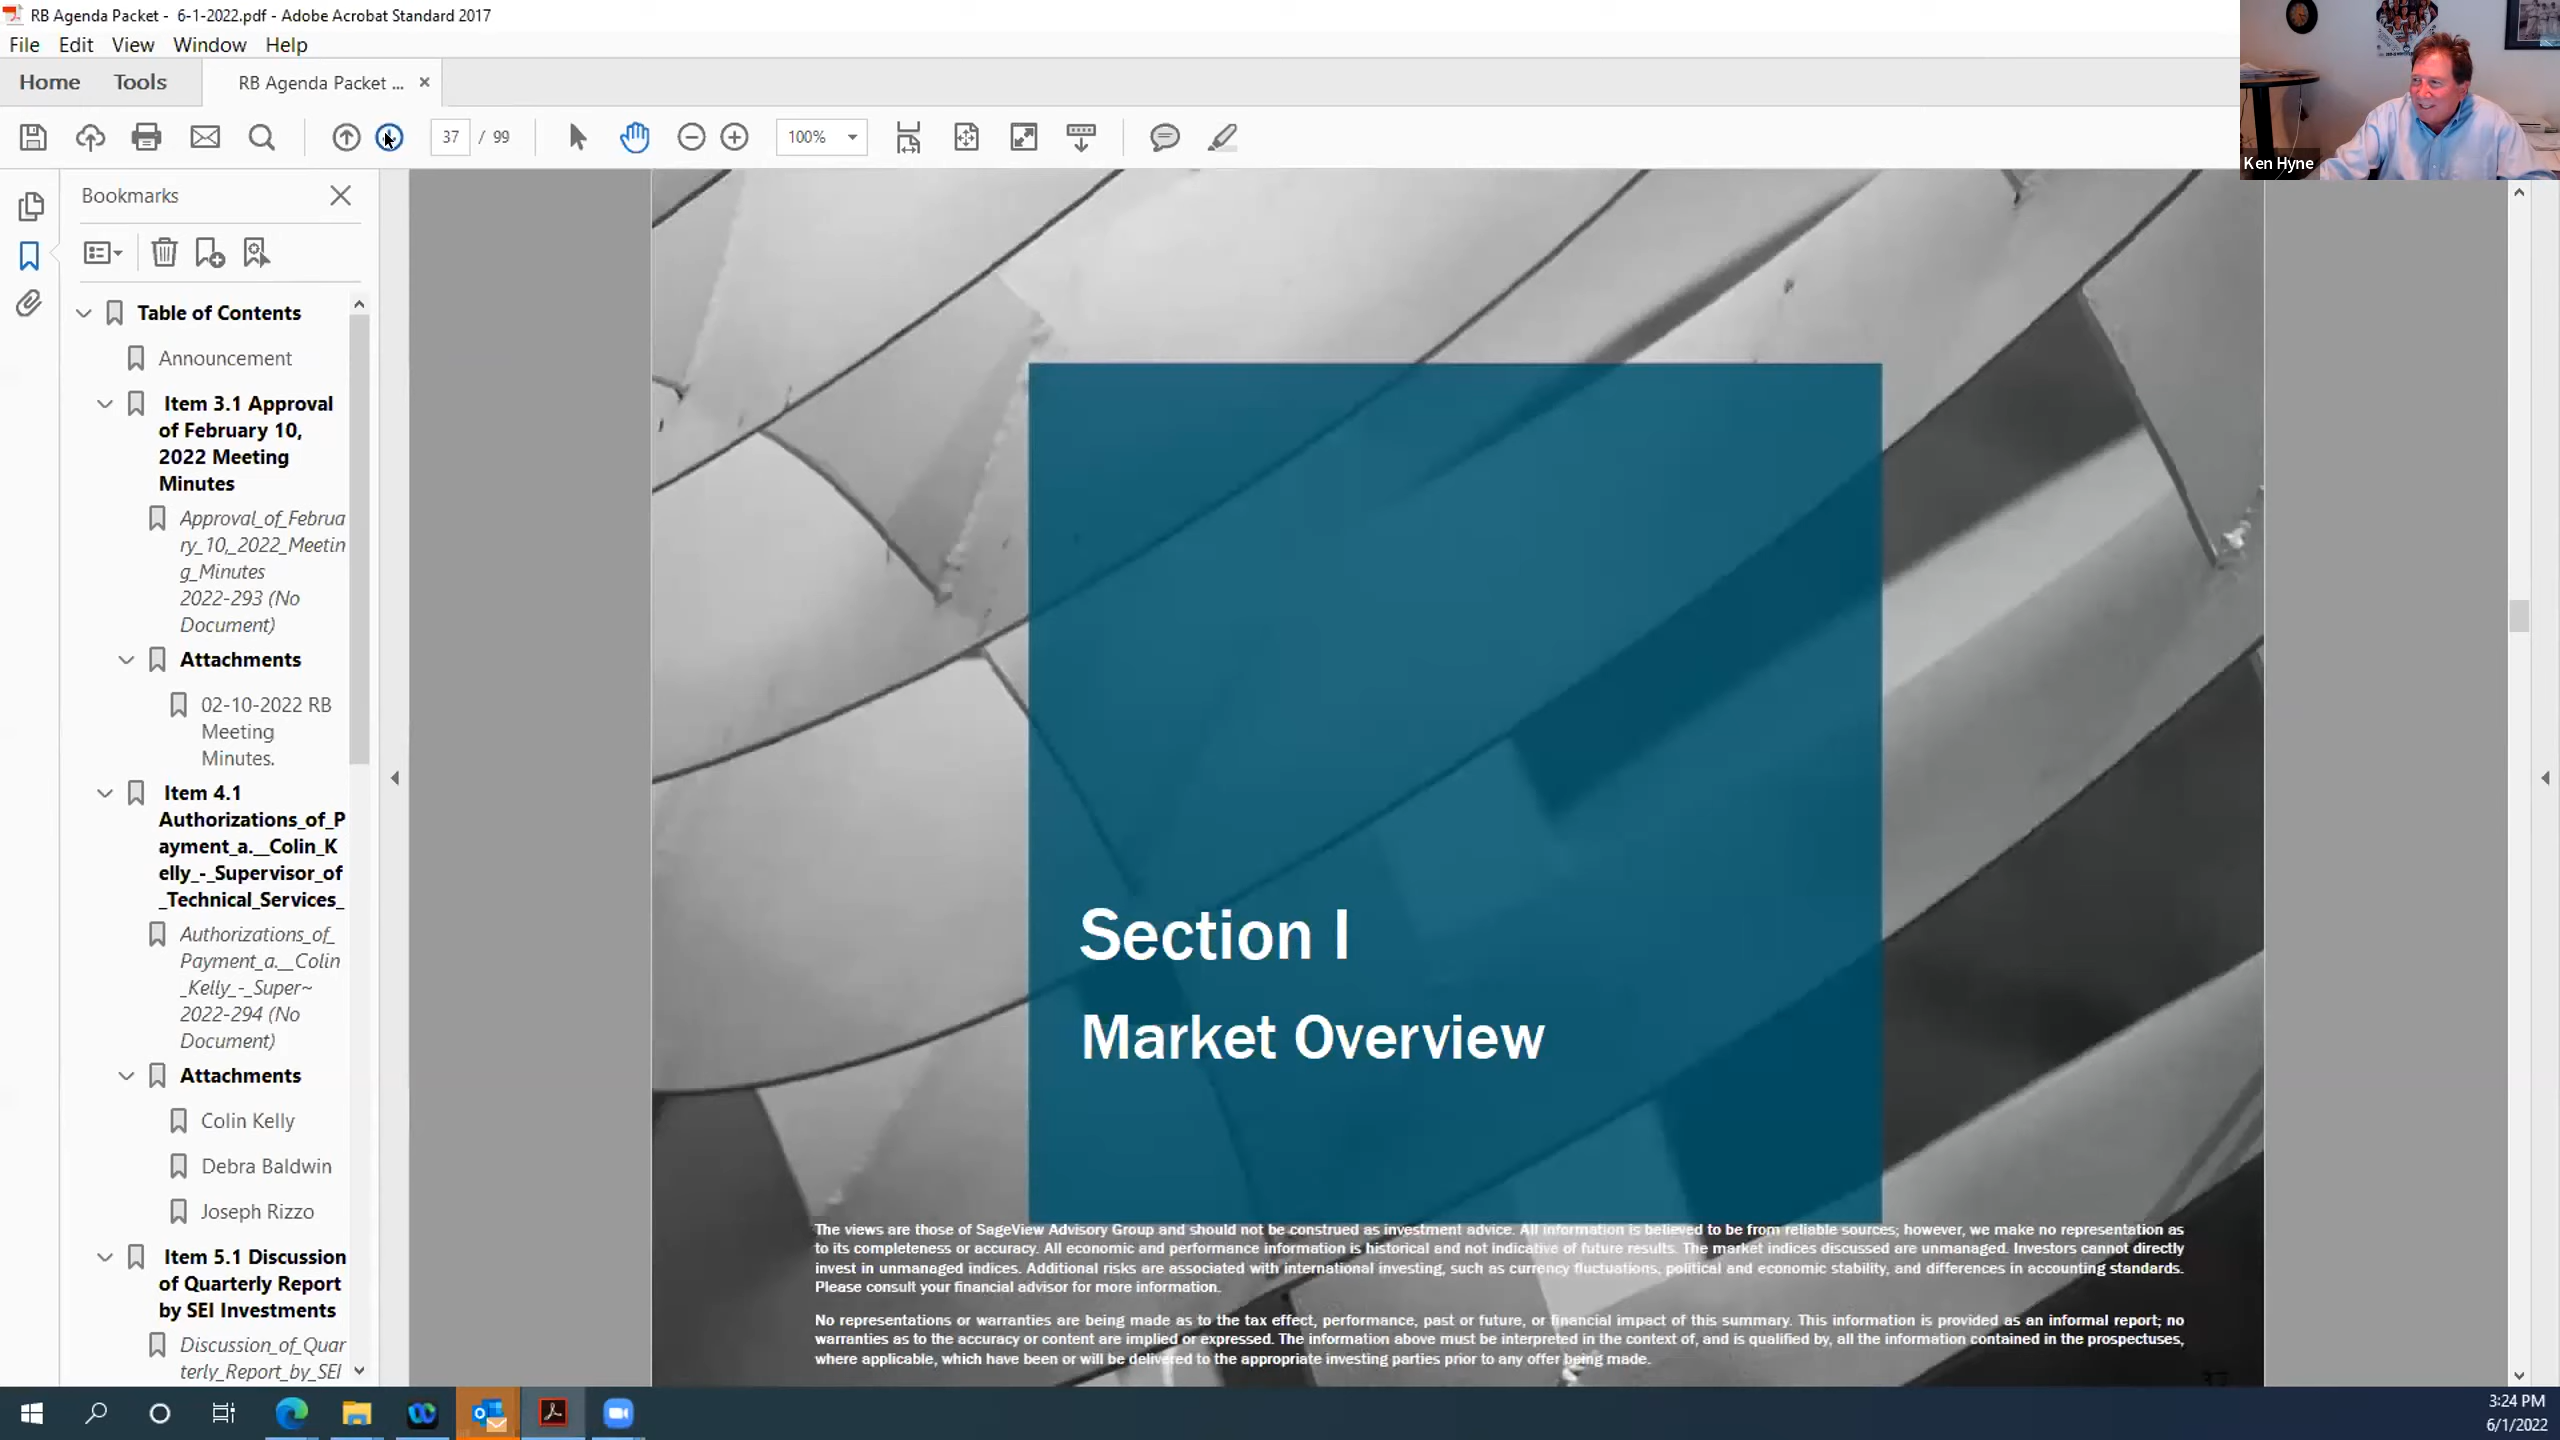 RB Agenda Packet - 6-1-2022.pdf - Adobe Acrobat Standard 2017
File Edit View Window Help
Home Tools RB Agenda Packet ... ×
37 / 99 100%
Ken Hyne
Bookmarks
Table of Contents
Announcement
Item 3.1 Approval
of February 10,
2022 Meeting
Minutes
Approval_of_Februa
ry_10,_2022_Meetin
g_Minutes
2022-293 (No
Document)
Attachments
02-10-2022 RB
Meeting
Minutes.
Item 4.1
Authorizations_of_P
ayment_a.__Colin_K
elly_-_Supervisor_of
_Technical_Services_
Authorizations_of_
Payment_a.__Colin
_Kelly_-_Super~
2022-294 (No
Document)
Attachments
Colin Kelly
Debra Baldwin
Joseph Rizzo
Item 5.1 Discussion
of Quarterly Report
by SEI Investments
Discussion_of_Quar
terly_Report_by_SEI
Section I
Market Overview
The views are those of SageView Advisory Group and should not be construed as investment advice. All information is believed to be from reliable sources; however, we make no representation as
to its completeness or accuracy. All economic and performance information is historical and not indicative of future results. The market indices discussed are unmanaged. Investors cannot directly
invest in unmanaged indices. Additional risks are associated with international investing, such as currency fluctuations, political and economic stability, and differences in accounting standards.
Please consult your financial advisor for more information.
No representations or warranties are being made as to the tax effect, performance, past or future, or financial impact of this summary. This information is provided as an informal report; no
warranties as to the accuracy or content are implied or expressed. The information above must be interpreted in the context of, and is qualified by, all the information contained in the prospectuses,
where applicable, which have been or will be delivered to the appropriate investing parties prior to any offer being made.
3:24 PM
6/1/2022